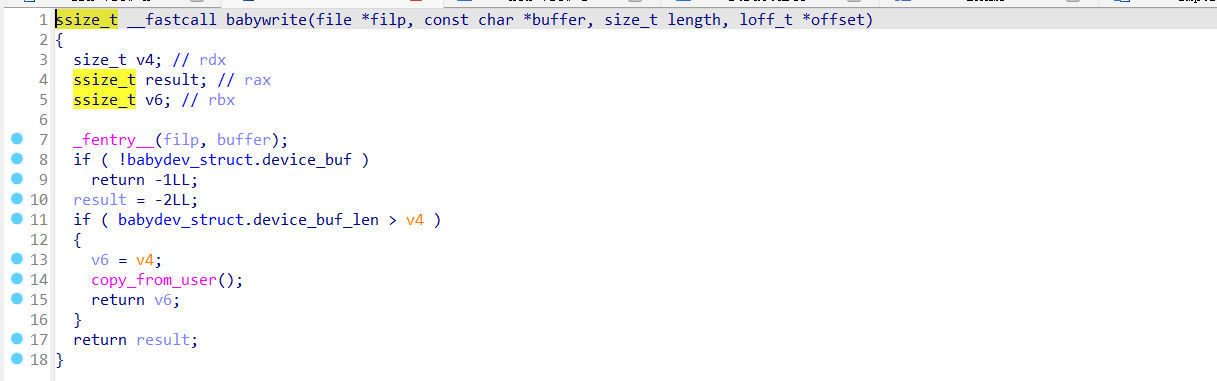 1 ssize_t __fastcall babywrite(file *filp, const char *buffer, size_t length, loff_t *offset)
2 {
3 size_t v4; // rdx
4 ssize_t result; // rax
5 ssize_t v6; // rbx
6
7 _fentry__(filp, buffer);
8 if ( !babydev_struct.device_buf )
9 return -1LL;
10 result = -2LL;
11 if ( babydev_struct.device_buf_len > v4 )
12 {
13 v6 = v4;
14 copy_from_user();
15 return v6;
16 }
17 return result;
18 }